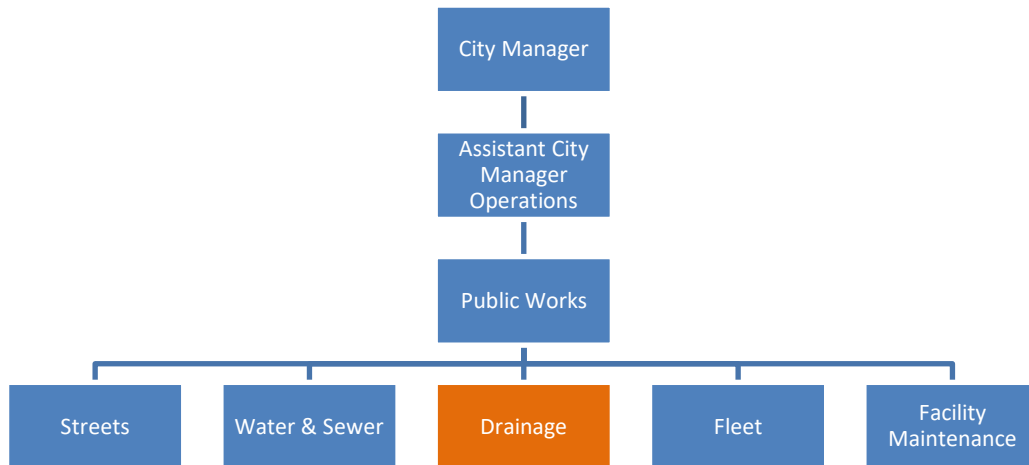 City Manager
Assistant City
Manager
Operations
Public Works
Streets
Water & Sewer
Drainage
Fleet
Facility
Maintenance